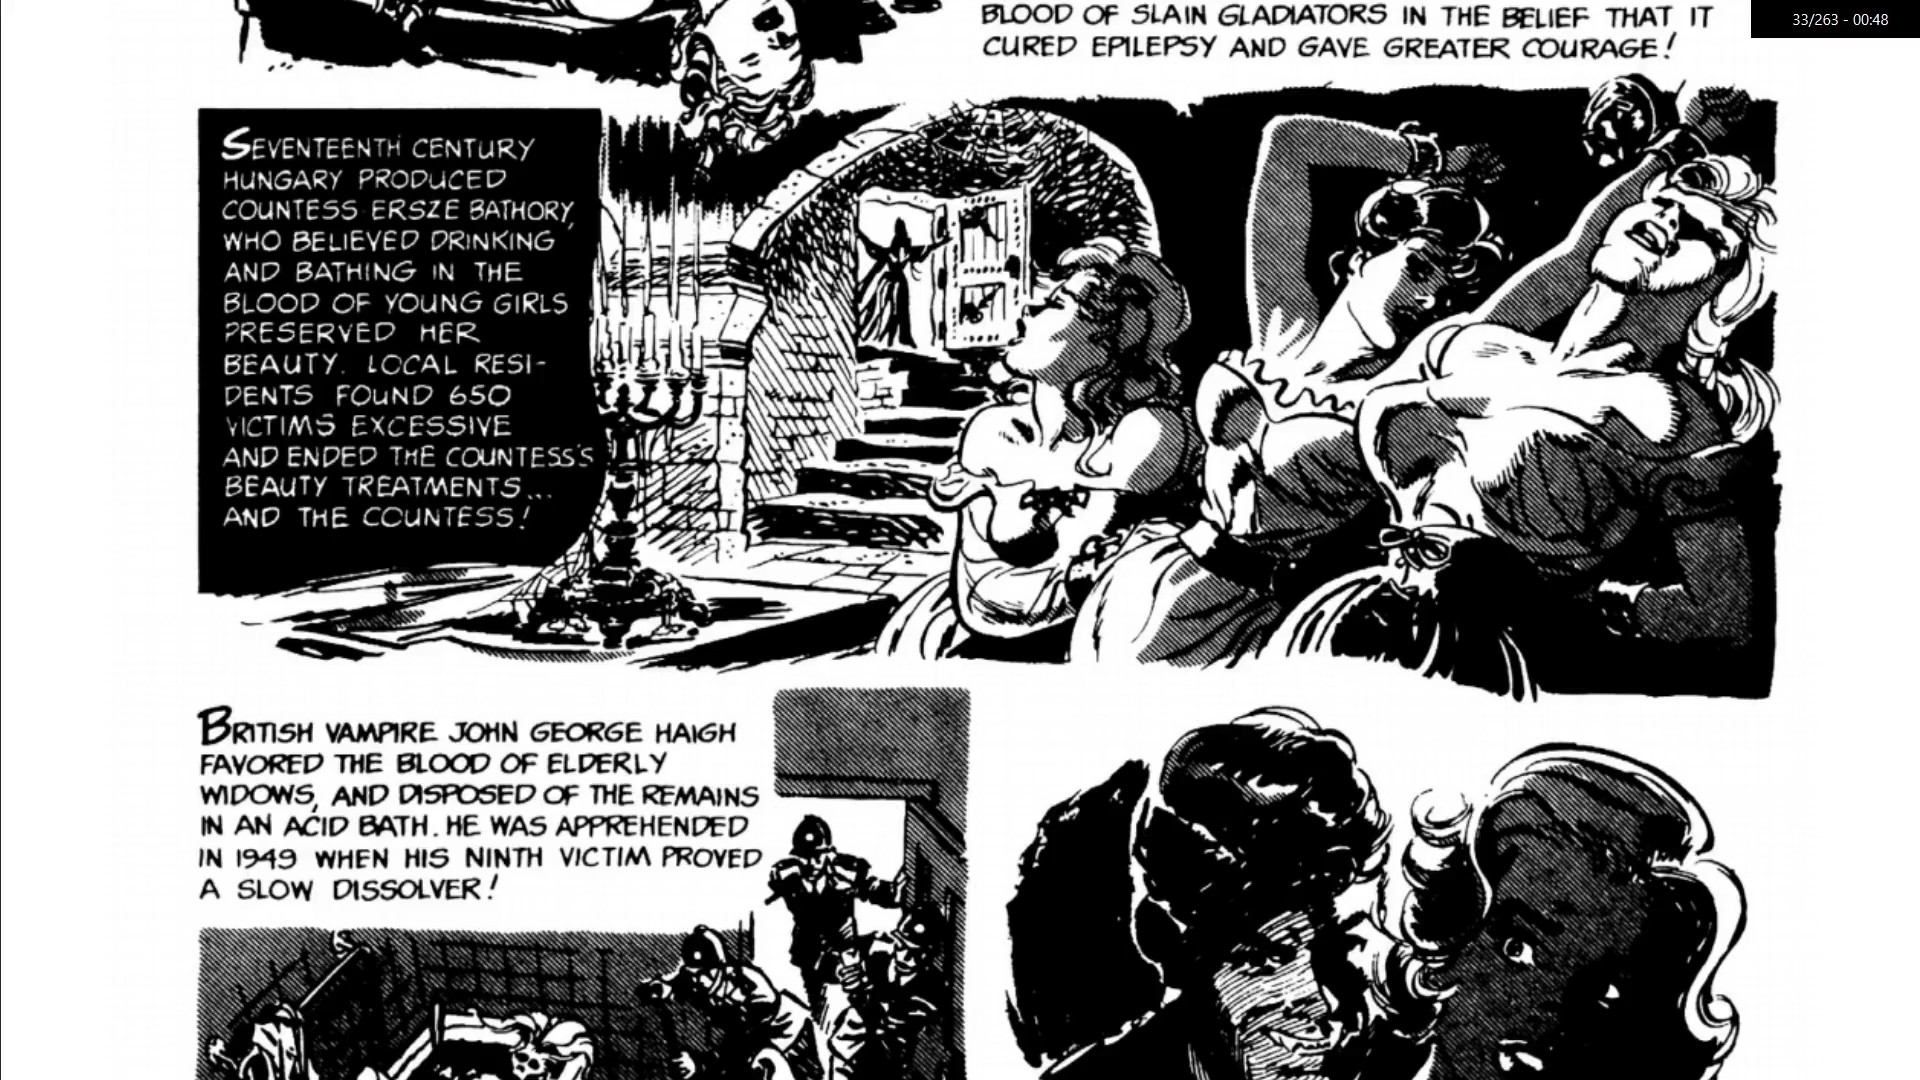 BLOOD OF SLAIN GLADIATORS IN THE BELIEF THAT IT
CURED EPILEPSY AND GAVE GREATER COURAGE!
33/263 - 00:48
SEVENTEENTH CENTURY
HUNGARY PRODUCED
COUNTESS ERSZE BATHORY,
WHO BELIEVED DRINKING
AND BATHING IN THE
BLOOD OF YOUNG GIRLS
PRESERVED HER
BEAUTY. LOCAL RESI-
DENTS FOUND 650
VICTIMS EXCESSIVE
AND ENDED THE COUNTESS'S
BEAUTY TREATMENTS...
AND THE COUNTESS!
BRITISH VAMPIRE JOHN GEORGE HAIGH
FAVORED THE BLOOD OF ELDERLY
WIDOWS, AND DISPOSED OF THE REMAINS
IN AN ACID BATH. HE WAS APPREHENDED
IN 1949 WHEN HIS NINTH VICTIM PROVED
A SLOW DISSOLVER!